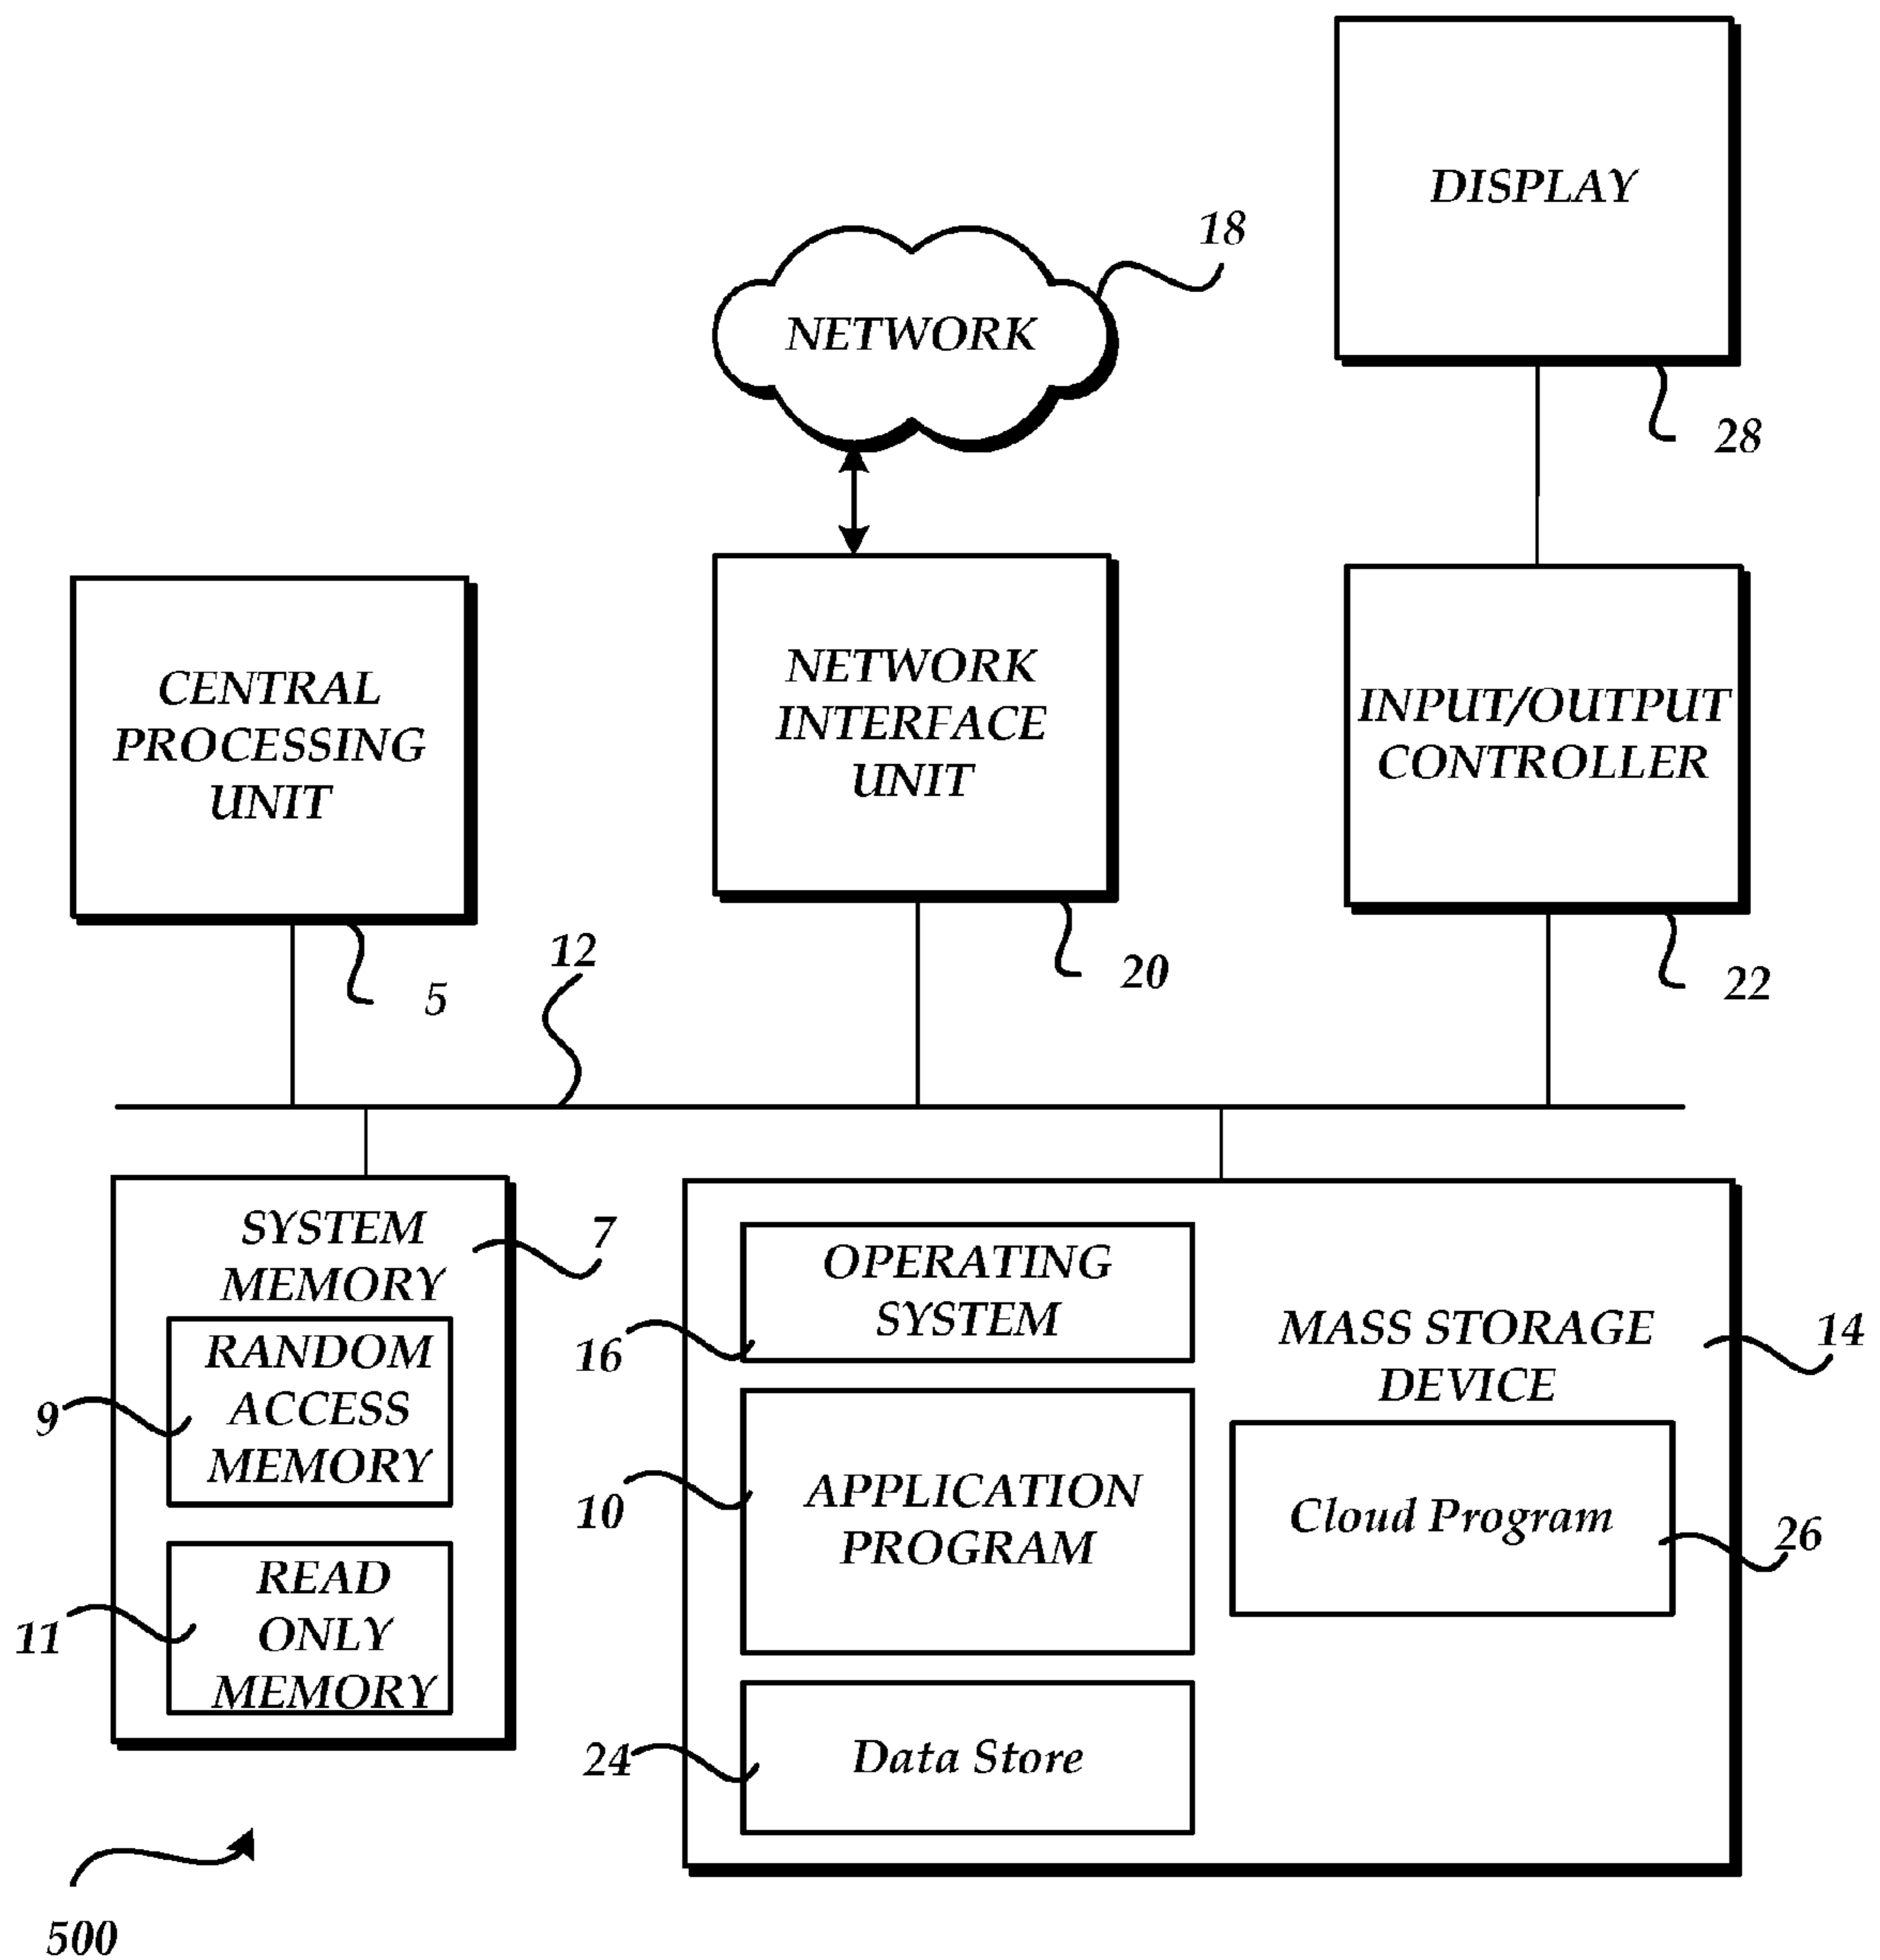 DISPLAY
28
18
NETWORK
CENTRAL
PROCESSING
UNIT
5
NETWORK
INTERFACE
UNIT
20
INPUT/OUTPUT
CONTROLLER
22
12
SYSTEM
MEMORY
7
RANDOM
ACCESS
MEMORY
9
READ
ONLY
MEMORY
11
OPERATING
SYSTEM
16
MASS STORAGE
DEVICE
14
APPLICATION
PROGRAM
10
Cloud Program
26
Data Store
24
500